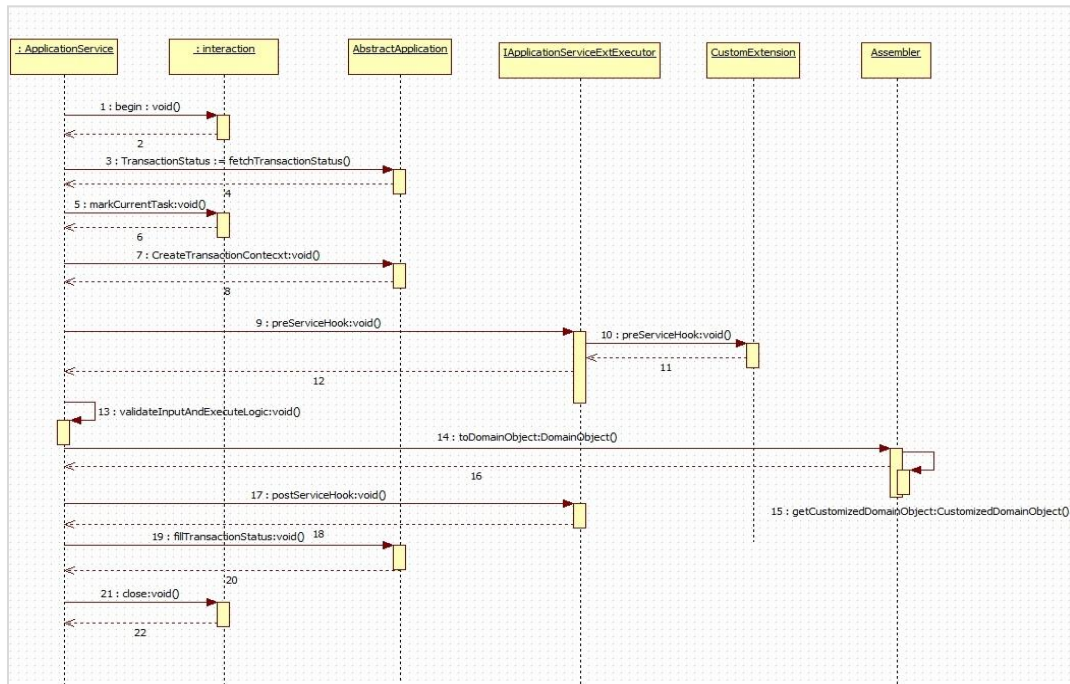 : ApplicationService
: interaction
AbstractApplication
IApplicationServiceExtExecutor
CustomExtension
Assembler
1 : begin : void()
2
3 : TransactionStatus := fetchTransactionStatus()
4
5 : markCurrentTask:void()
6
7 : CreateTransactionContecxt:void()
8
9 : preServiceHook:void()
10 : preServiceHook:void()
11
12
13 : validateInputAndExecuteLogic:void()
14 : toDomainObject:DomainObject()
16
17 : postServiceHook:void()
15 : getCustomizedDomainObject:CustomizedDomainObject()
18
19 : fillTransactionStatus:void()
20
21 : close:void()
22